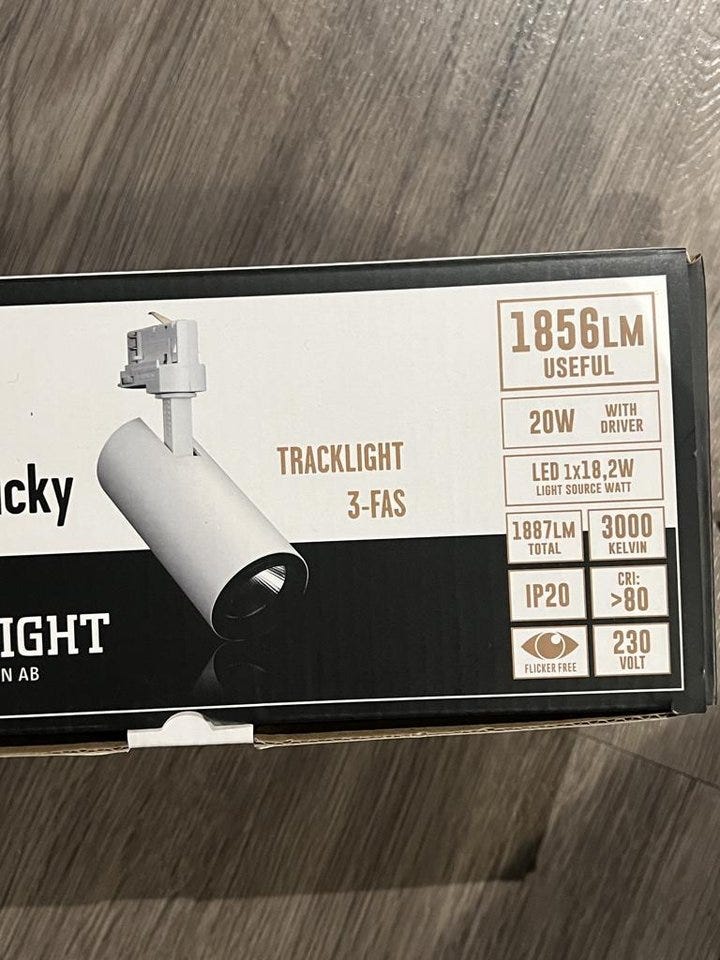 1856LM
USEFUL
20W WITH DRIVER
LED 1x18,2W
LIGHT SOURCE WATT
1887LM
TOTAL
3000
KELVIN
IP20
CRI:
>80
FLICKER FREE
230
VOLT
TRACKLIGHT
3-FAS
cky
IGHT
N AB